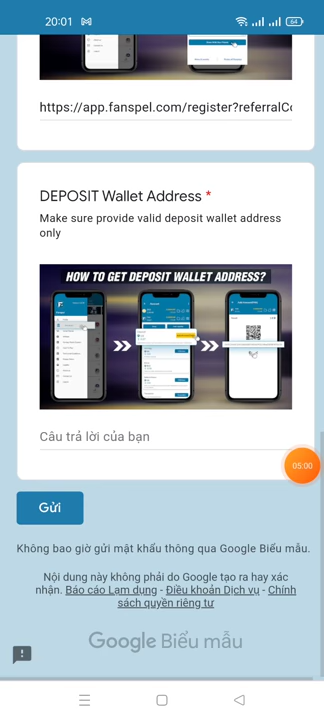 20:01
64
https://app.fanspel.com/register?referralCo
DEPOSIT Wallet Address *
Make sure provide valid deposit wallet address
only
HOW TO GET DEPOSIT WALLET ADDRESS?
Câu trả lời của bạn
05:00
Gửi
Không bao giờ gửi mật khẩu thông qua Google Biểu mẫu.
Nội dung này không phải do Google tạo ra hay xác
nhận. Báo cáo Lạm dụng - Điều khoản Dịch vụ - Chính
sách quyền riêng tư
Google Biểu mẫu